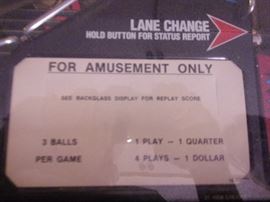 LANE CHANGE
HOLD BUTTON FOR STATUS REPORT
FOR AMUSEMENT ONLY
SEE BACKGLASS DISPLAY FOR REPLAY SCORE
3 BALLS 1 PLAY - 1 QUARTER
PER GAME 4 PLAYS - 1 DOLLAR